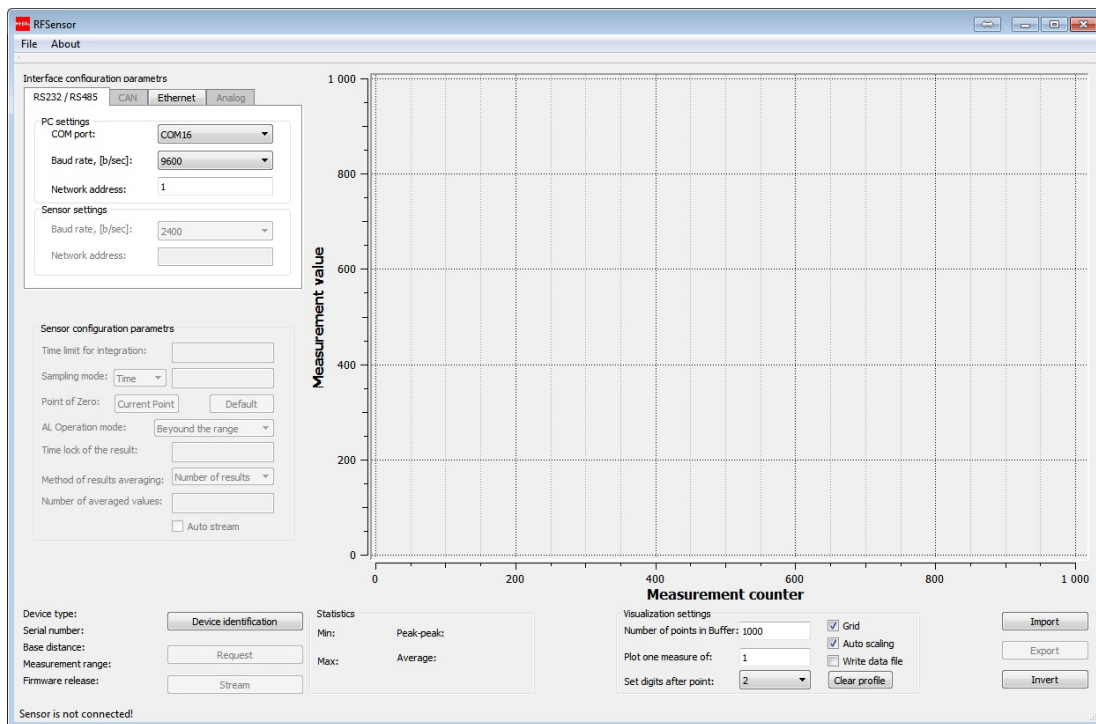 RFSensor
File About
Interface configuration parametrs
RS232 / RS485 CAN Ethernet Analog
PC settings
COM port: COM16
Baud rate, [b/sec]: 9600
Network address: 1
Sensor settings
Baud rate, [b/sec]: 2400
Network address:
Sensor configuration parametrs
Time limit for integration:
Sampling mode: Time
Point of Zero: Current Point Default
AL Operation mode: Beyound the range
Time lock of the result:
Method of results averaging: Number of results
Number of averaged values:
Auto stream
Measurement value
1 000
800
600
400
200
0
0 200 400 600 800 1 000
Measurement counter
Device type:
Serial number:
Base distance:
Measurement range:
Firmware release:
Device identification
Request
Stream
Statistics
Min: Peak-peak:
Max: Average:
Visualization settings
Number of points in Buffer: 1000
Plot one measure of: 1
Set digits after point: 2
Grid
Auto scaling
Write data file
Clear profile
Import
Export
Invert
Sensor is not connected!